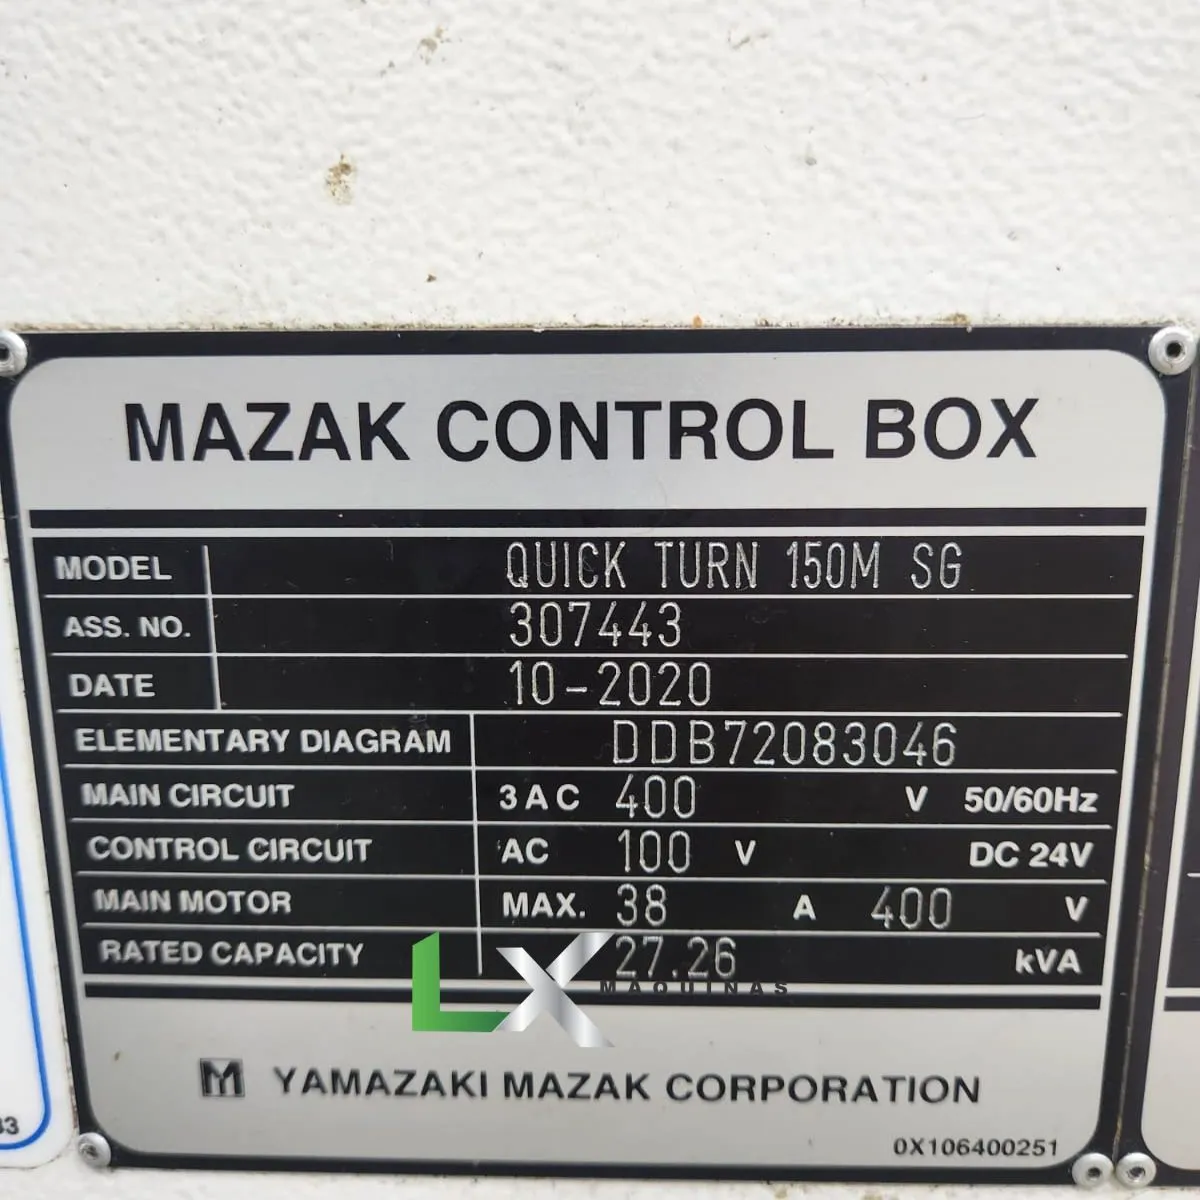 MAZAK CONTROL BOX
MODEL QUICK TURN 150M SG
ASS. NO. 307443
DATE 10-2020
ELEMENTARY DIAGRAM DDB72083046
MAIN CIRCUIT 3 AC 400 V 50/60Hz
CONTROL CIRCUIT AC 100 V DC 24V
MAIN MOTOR MAX. 38 A 400 V
RATED CAPACITY 27.26 kVA
LX MAQUINAS
M YAMAZAKI MAZAK CORPORATION
0X106400251